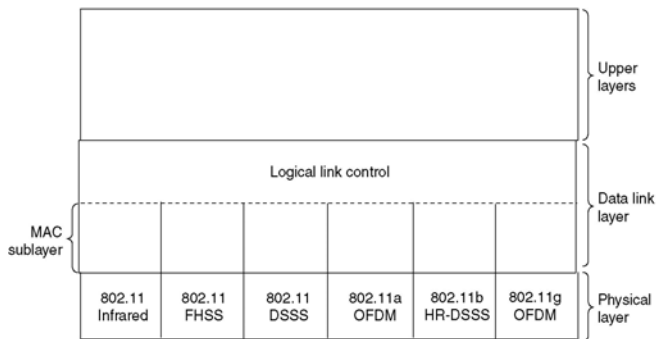 Upper
layers
Logical link control
Data link
layer
MAC
sublayer
802.11
Infrared
802.11
FHSS
802.11
DSSS
802.11a
OFDM
802.11b
HR-DSSS
802.11g
OFDM
Physical
layer